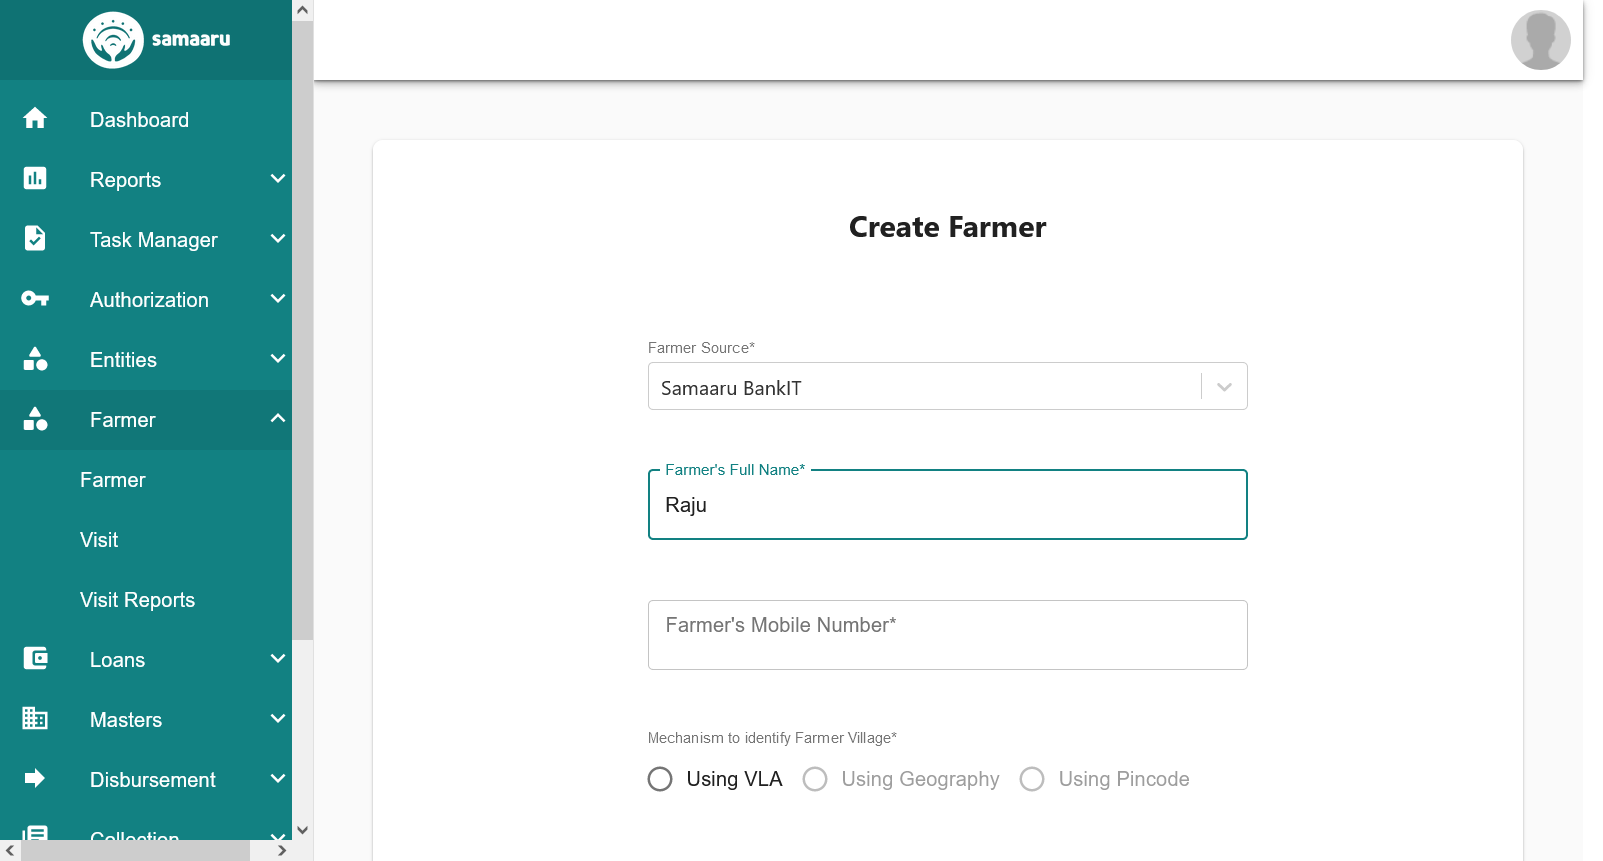 samaaru
Dashboard
Reports
Task Manager
Authorization
Entities
Farmer
Farmer
Visit
Visit Reports
Loans
Masters
Disbursement
Collection
Create Farmer
Farmer Source*
Samaaru BankIT
Farmer's Full Name*
Raju
Farmer's Mobile Number*
Mechanism to identify Farmer Village*
Using VLA Using Geography Using Pincode